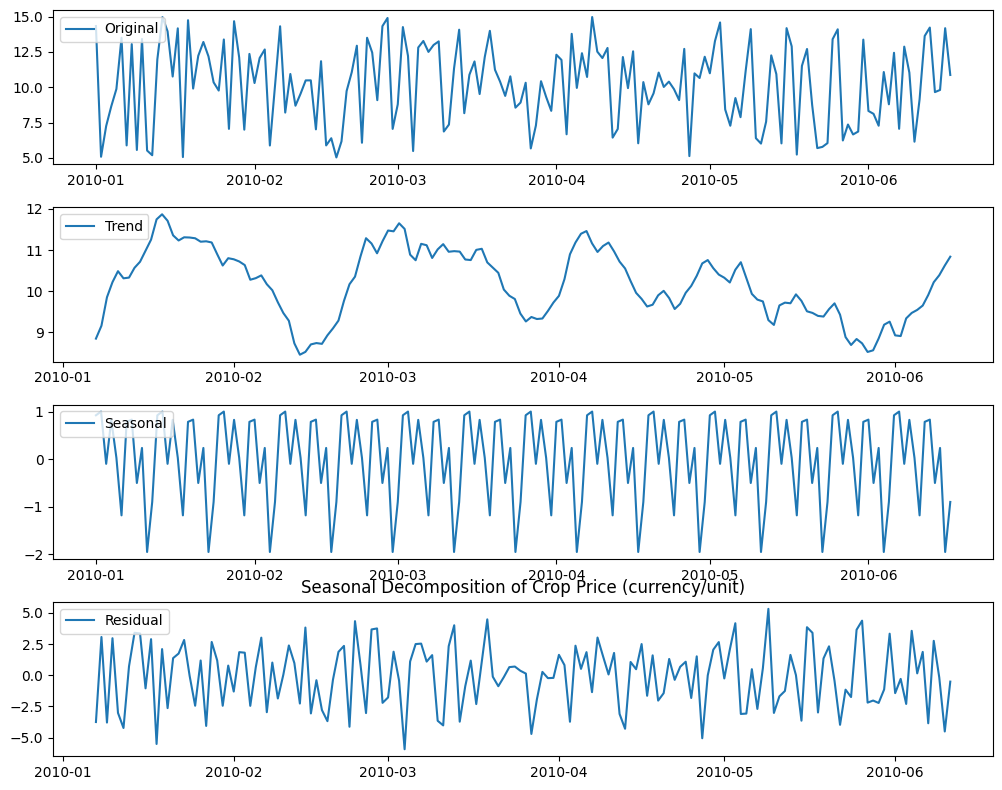 15.0
12.5
10.0
7.5
5.0
Original
2010-01 2010-02 2010-03 2010-04 2010-05 2010-06
12
11
10
9
Trend
2010-01 2010-02 2010-03 2010-04 2010-05 2010-06
1
0
−1
−2
Seasonal
2010-01 2010-02 2010-03 2010-04 2010-05 2010-06
Seasonal Decomposition of Crop Price (currency/unit)
5.0
2.5
0.0
−2.5
−5.0
Residual
2010-01 2010-02 2010-03 2010-04 2010-05 2010-06